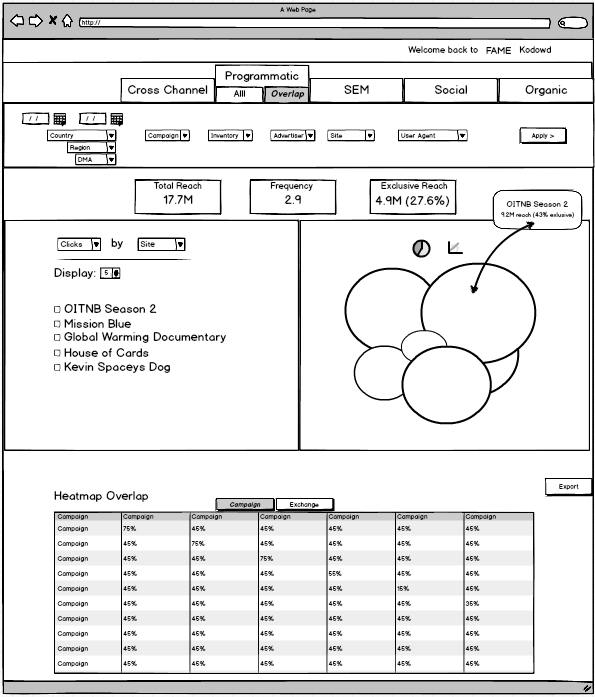 A Web Page
http://
Welcome back to FAME Kodowd
Programmatic
Cross Channel Alll Overlap SEM Social Organic
/ / / /
Country Campaign Inventory Advertiser Site User Agent Apply >
Region
DMA
Total Reach Frequency Exclusive Reach
17.7M 2.9 4.9M (27.6%)
OITNB Season 2
9.2M reach (43% exlusive)
Clicks by Site
Display: 5
OITNB Season 2
Mission Blue
Global Warming Documentary
House of Cards
Kevin Spaceys Dog
Export
Heatmap Overlap
Campaign Exchange
Campaign Campaign Campaign Campaign Campaign Campaign Campaign
Campaign 75% 45% 45% 45% 45% 45%
Campaign 45% 75% 45% 45% 45% 45%
Campaign 45% 45% 75% 45% 45% 45%
Campaign 45% 45% 45% 55% 45% 45%
Campaign 45% 45% 45% 45% 15% 45%
Campaign 45% 45% 45% 45% 45% 35%
Campaign 45% 45% 45% 45% 45% 45%
Campaign 45% 45% 45% 45% 45% 45%
Campaign 45% 45% 45% 45% 45% 45%
Campaign 45% 45% 45% 45% 45% 45%